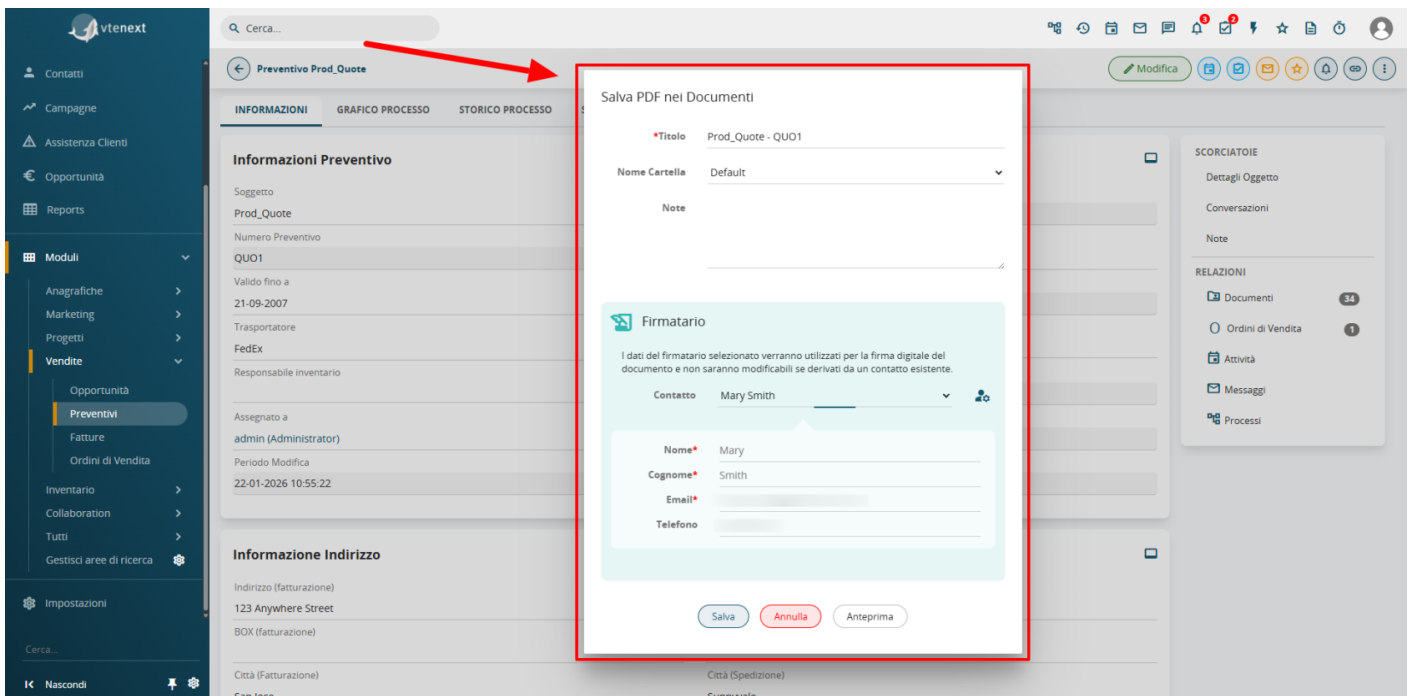 vtenext
Cerca...
3
2
Contatti
Campagne
Assistenza Clienti
Opportunità
Reports
Moduli
Anagrafiche
Marketing
Progetti
Vendite
Opportunità
Preventivi
Fatture
Ordini di Vendita
Inventario
Collaboration
Tutti
Gestisci aree di ricerca
Impostazioni
Cerca...
Nascondi
Preventivo Prod_Quote
Modifica
INFORMAZIONI GRAFICO PROCESSO STORICO PROCESSO
Informazioni Preventivo
Soggetto
Prod_Quote
Numero Preventivo
QUO1
Valido fino a
21-09-2007
Trasportatore
FedEx
Responsabile inventario
Assegnato a
admin (Administrator)
Periodo Modifica
22-01-2026 10:55:22
Informazione Indirizzo
Indirizzo (fatturazione)
123 Anywhere Street
BOX (fatturazione)
Città (Fatturazione)
Città (Spedizione)
San Jose
Sunnyvale
Salva PDF nei Documenti
*Titolo Prod_Quote - QUO1
Nome Cartella Default
Note
Firmatario
I dati del firmatario selezionato verranno utilizzati per la firma digitale del
documento e non saranno modificabili se derivati da un contatto esistente.
Contatto Mary Smith
Nome* Mary
Cognome* Smith
Email*
Telefono
Salva Annulla Anteprima
SCORCIATOIE
Dettagli Oggetto
Conversazioni
Note
RELAZIONI
Documenti 34
Ordini di Vendita 1
Attività
Messaggi
Processi